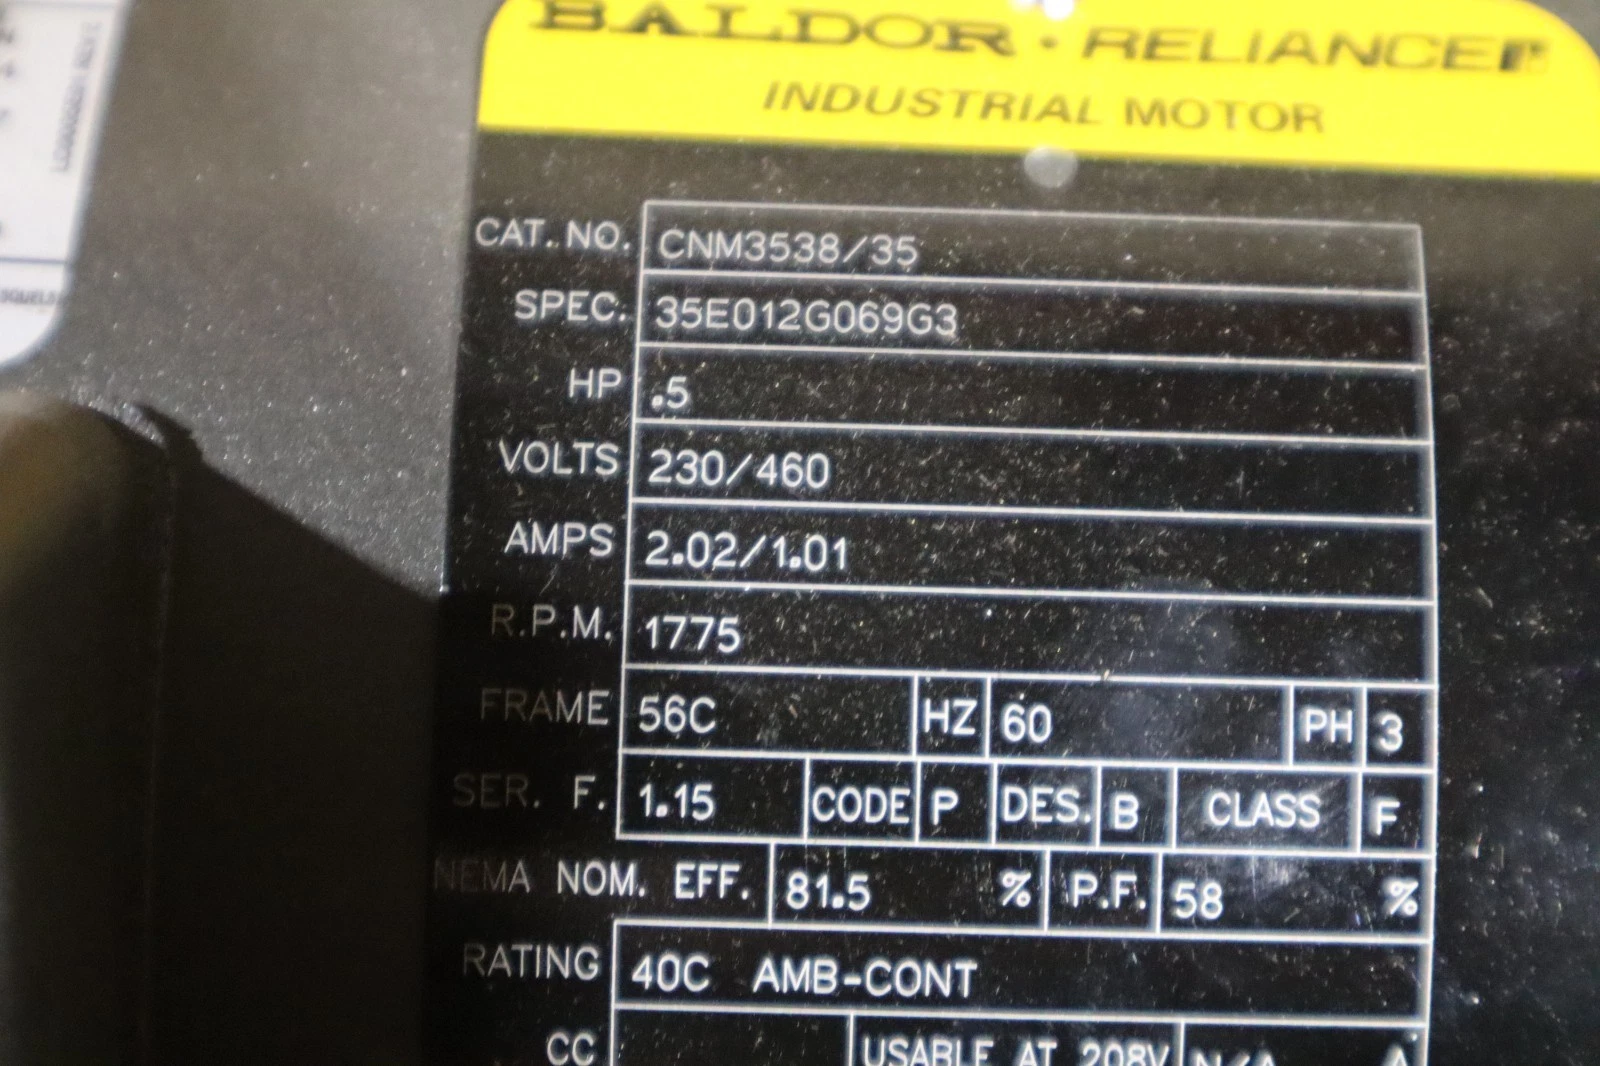 BALDOR • RELIANCE
INDUSTRIAL MOTOR
CAT. NO. CNM3538/35
SPEC. 35E012G069G3
HP .5
VOLTS 230/460
AMPS 2.02/1.01
R.P.M. 1775
FRAME 56C HZ 60 PH 3
SER. F. 1.15 CODE P DES. B CLASS F
NEMA NOM. EFF. 81.5 % P.F. 58 %
RATING 40C AMB-CONT
CC USABLE AT 208V N/A A